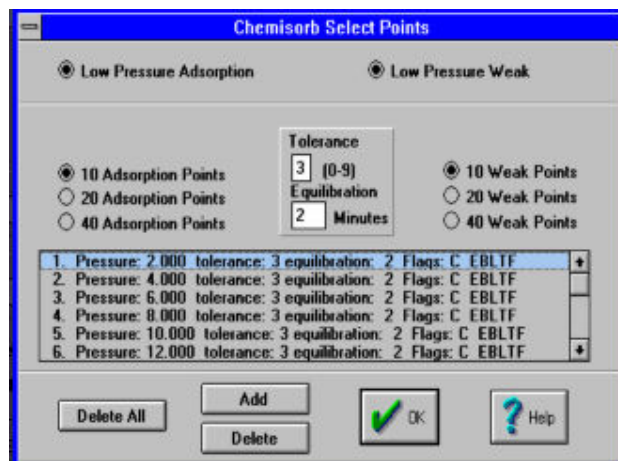 Chemisorb Select Points
Low Pressure Adsorption
Low Pressure Weak
Tolerance
3 (0-9)
Equilibration
2 Minutes
10 Adsorption Points
20 Adsorption Points
40 Adsorption Points
10 Weak Points
20 Weak Points
40 Weak Points
1. Pressure: 2.000 tolerance: 3 equilibration: 2 Flags: C EBLTF
2. Pressure: 4.000 tolerance: 3 equilibration: 2 Flags: C EBLTF
3. Pressure: 6.000 tolerance: 3 equilibration: 2 Flags: C EBLTF
4. Pressure: 8.000 tolerance: 3 equilibration: 2 Flags: C EBLTF
5. Pressure: 10.000 tolerance: 3 equilibration: 2 Flags: C EBLTF
6. Pressure: 12.000 tolerance: 3 equilibration: 2 Flags: C EBLTF
Delete All
Add
Delete
OK
Help